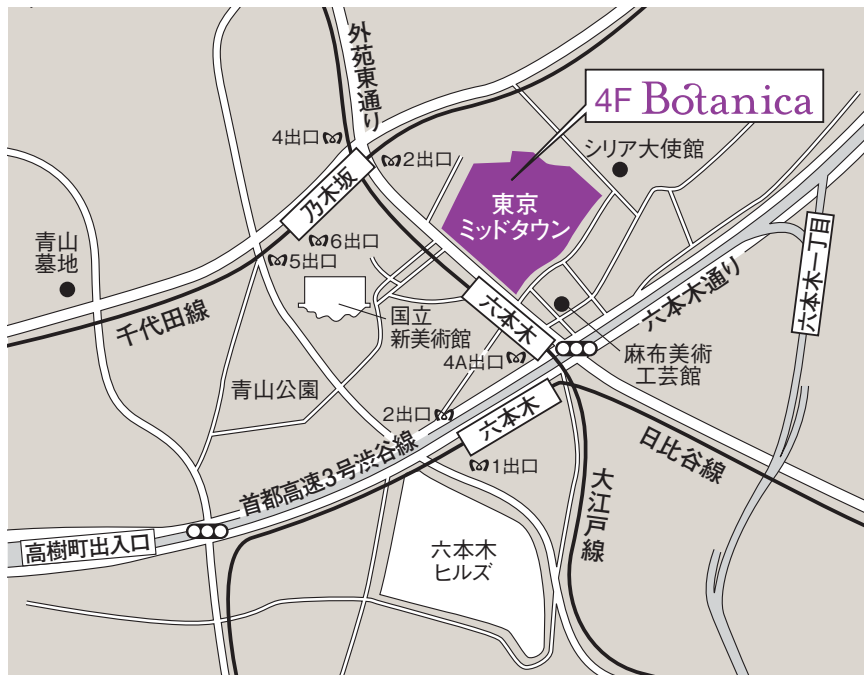 外苑東通り
4F Botanica
4出口
2出口
シリア大使館
乃木坂
東京
ミッドタウン
青山
墓地
6出口
5出口
六本木一丁目
千代田線
国立
新美術館
六本木
六本木通り
4A出口
麻布美術
工芸館
青山公園
2出口
六本木
1出口
日比谷線
首都高速3号渋谷線
大江戸線
高樹町出入口
六本木
ヒルズ